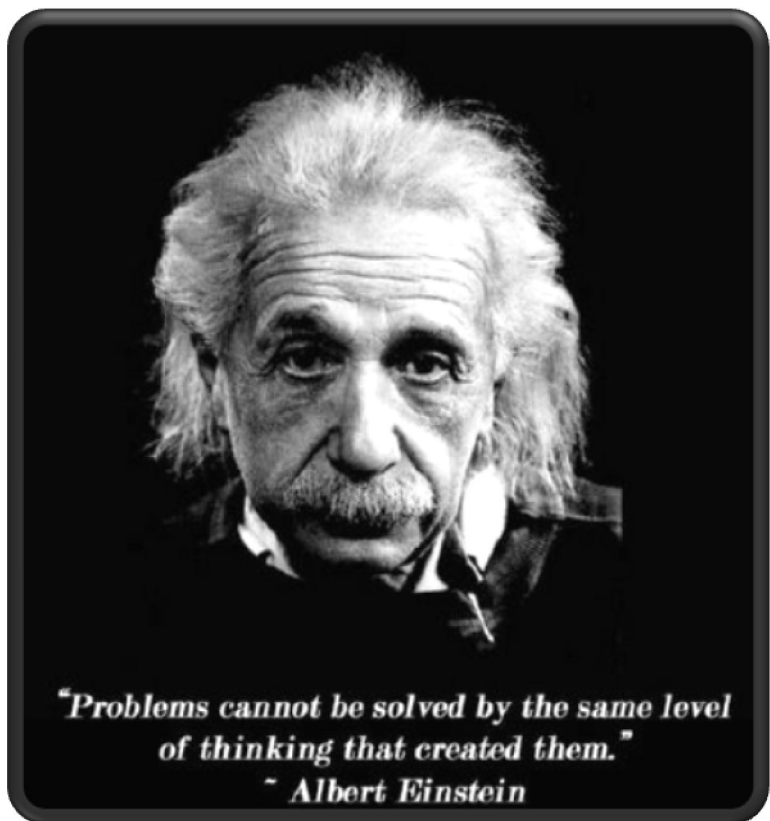 “Problems cannot be solved by the same level
of thinking that created them.”
~ Albert Einstein